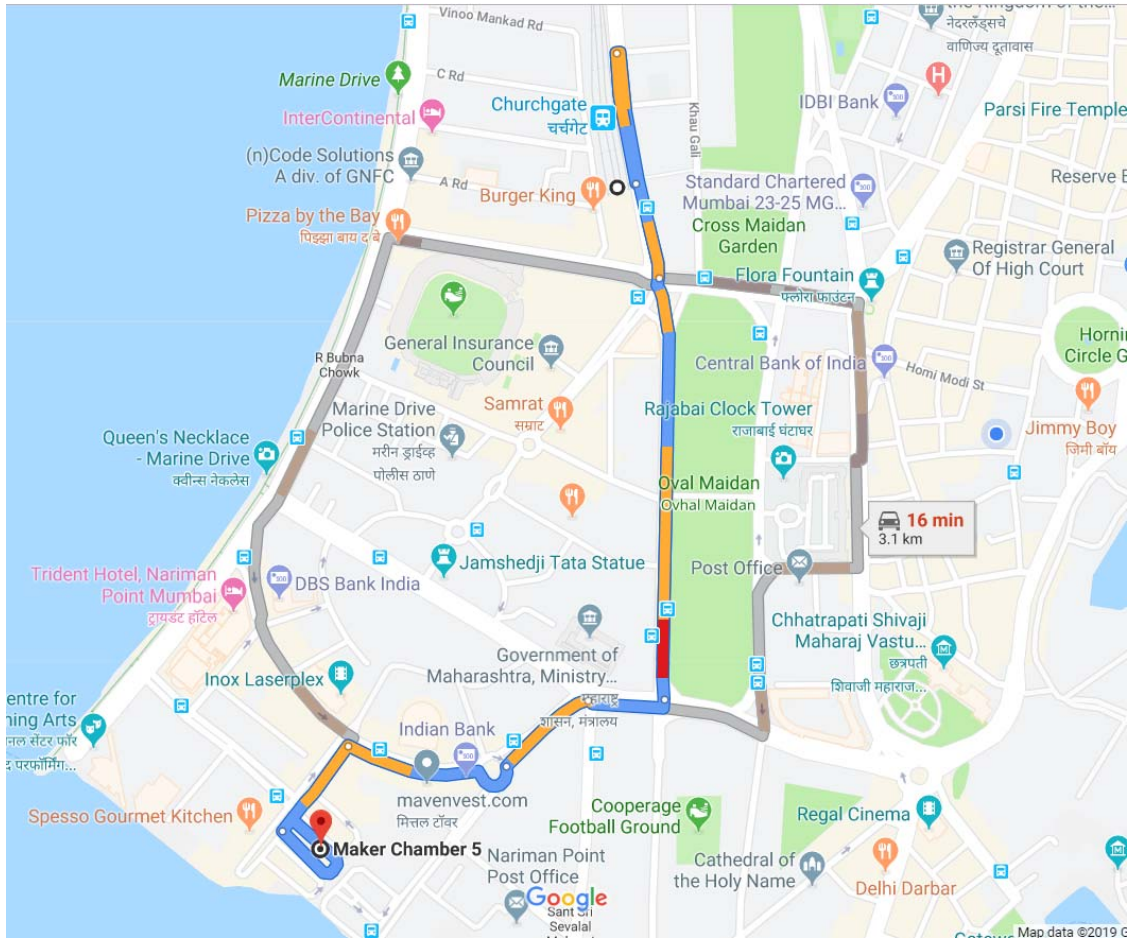 Vinoo Mankad Rd
नेदरलँड्सचे
वाणिज्य दूतावास
Marine Drive
C Rd
Churchgate
चर्चगेट
Khau Gali
IDBI Bank
H
Parsi Fire Temple
InterContinental
(n)Code Solutions
A div. of GNFC
A Rd
Burger King
Standard Chartered
Mumbai 23-25 MG...
Reserve
Pizza by the Bay
पिझ्झा बाय द बे
Cross Maidan
Garden
Registrar General
Of High Court
Flora Fountain
फ्लोरा फाउंटन
General Insurance
Council
R Bubna
Chowk
Central Bank of India
Homi Modi St
Circle
Samrat
सम्राट
Rajabai Clock Tower
राजाबाई घंटाघर
Marine Drive
Police Station
मरीन ड्राईव्ह
पोलीस ठाणे
Jimmy Boy
जिमी बॉय
Queen's Necklace
- Marine Drive
क्वीन्स नेकलेस
Oval Maidan
Ovhal Maidan
16 min
3.1 km
Jamshedji Tata Statue
Post Office
Trident Hotel, Nariman
Point Mumbai
ट्रायडंट हॉटेल
DBS Bank India
Chhatrapati Shivaji
Maharaj Vastu...
छत्रपती
शिवाजी महाराज...
Government of
Maharashtra, Ministry...
महाराष्ट्र
शासन, मंत्रालय
Inox Laserplex
Indian Bank
mavenvest.com
मित्तल टॉवर
Spesso Gourmet Kitchen
Cooperage
Football Ground
Regal Cinema
Maker Chamber 5
Nariman Point
Post Office
Cathedral of
the Holy Name
Delhi Darbar
Google
Sant Sri
Sevalal
Map data ©2019 G